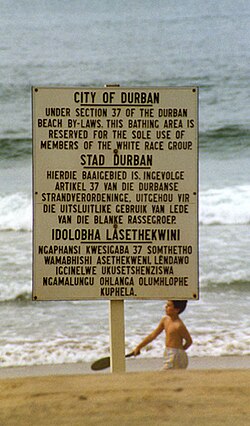 CITY OF DURBAN
UNDER SECTION 37 OF THE DURBAN
BEACH BY-LAWS, THIS BATHING AREA IS
RESERVED FOR THE SOLE USE OF
MEMBERS OF THE WHITE RACE GROUP.
STAD DURBAN
HIERDIE BAAIGEBIED IS, INGEVOLGE
ARTIKEL 37 VAN DIE DURBANSE
STRANDVERORDENINGE, UITGEHOU VIR
DIE UITSLUITLIKE GEBRUIK VAN LEDE
VAN DIE BLANKE RASSEGROEP.
IDOLOBHA LASETHEKWINI
NGAPHANSI KWESIGABA 37 SOMTHETHO
WAMABHISHI ASETHEKWENI, LENDAWO
IGCINELWE UKUSETSHENZISWA
NGAMALUNGU OHLANGA OLUMHLOPHE
KUPHELA.